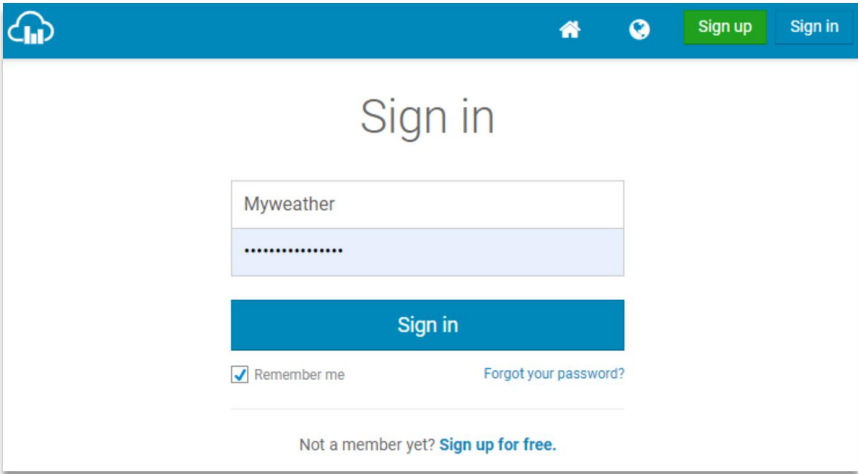 Sign up Sign in
Sign in
Myweather
••••••••••••••••
Sign in
Remember me Forgot your password?
Not a member yet? Sign up for free.